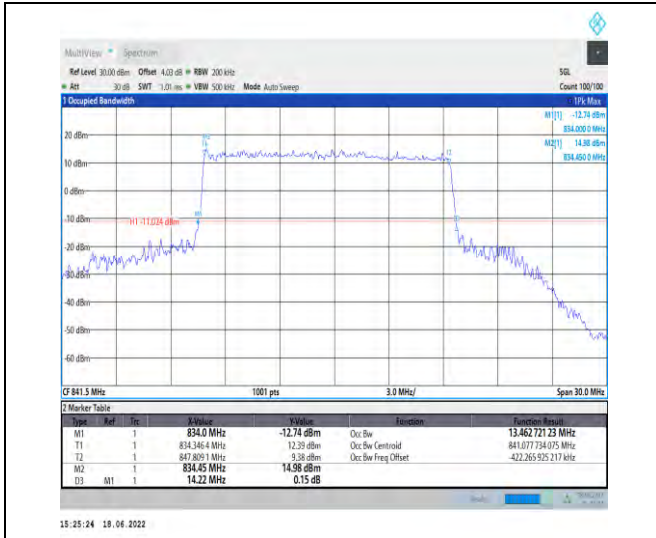 MultiView Spectrum
Ref Level 30.00 dBm Offset 4.03 dB RBW 200 kHz SGL
Att 30 dB SWT 1.01 ms VBW 500 kHz Mode Auto Sweep Count 100/100
1 Occupied Bandwidth 1Pk Max
M1[1] -12.74 dBm
834.000 0 MHz
M2[1] 14.98 dBm
834.450 0 MHz
20 dBm
10 dBm
0 dBm
-10 dBm
H1 -11.024 dBm
-20 dBm
-30 dBm
-40 dBm
-50 dBm
-60 dBm
CF 841.5 MHz 1001 pts 3.0 MHz/ Span 30.0 MHz
2 Marker Table
Type Ref Trc X-Value Y-Value Function Function Result
M1 1 834.0 MHz -12.74 dBm Occ Bw 13.462 721 23 MHz
T1 1 834.346 4 MHz 12.39 dBm Occ Bw Centroid 841.077 734 075 MHz
T2 1 847.809 1 MHz 9.38 dBm Occ Bw Freq Offset -422.265 925 217 kHz
M2 1 834.45 MHz 14.98 dBm
D3 M1 1 14.22 MHz 0.15 dB
15:25:24 18.06.2022